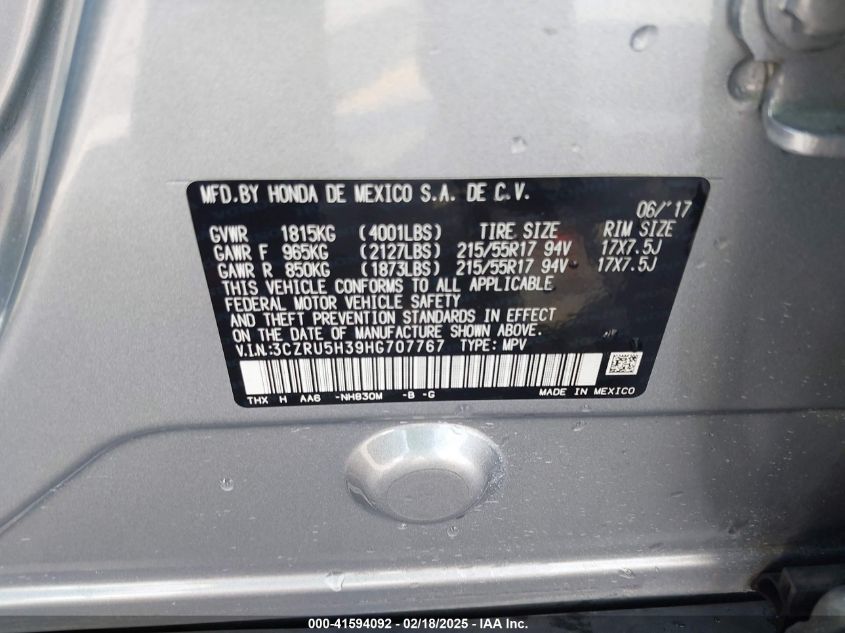 MFD.BY HONDA DE MEXICO S.A. DE C.V. 06/'17
GVWR 1815KG (4001LBS) TIRE SIZE RIM SIZE
GAWR F 965KG (2127LBS) 215/55R17 94V 17X7.5J
GAWR R 850KG (1873LBS) 215/55R17 94V 17X7.5J
THIS VEHICLE CONFORMS TO ALL APPLICABLE
FEDERAL MOTOR VEHICLE SAFETY
AND THEFT PREVENTION STANDARDS IN EFFECT
ON THE DATE OF MANUFACTURE SHOWN ABOVE.
V.I.N:3CZRU5H39HG707767 TYPE: MPV
THX H AA6 -NH830M -B -G MADE IN MEXICO
000-41594092 - 02/18/2025 - IAA Inc.